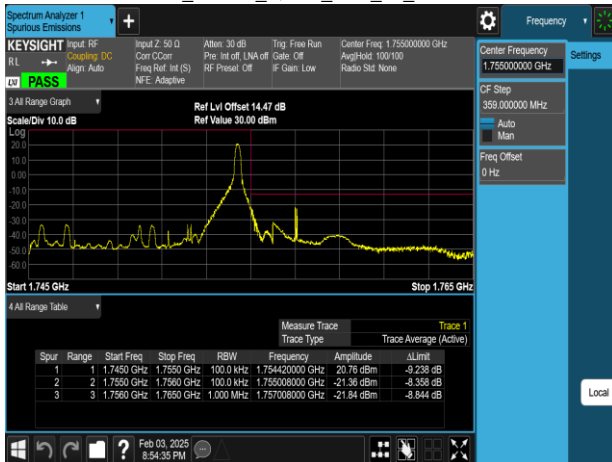 Spectrum Analyzer 1
Spurious Emissions
Frequency
KEYSIGHT Input: RF Input Z: 50 Ω Atten: 30 dB Trig: Free Run Center Freq: 1.755000000 GHz
RL Coupling: DC Corr CCorr Pre: Int off, LNA off Gate: Off Avg|Hold: 100/100
Align: Auto Freq Ref: Int (S) RF Preset: Off IF Gain: Low Radio Std: None
NFE: Adaptive
LXI PASS
Center Frequency
1.755000000 GHz
Settings
CF Step
359.000000 MHz
Auto
Man
Freq Offset
0 Hz
3 All Range Graph
Ref Lvl Offset 14.47 dB
Scale/Div 10.0 dB Ref Value 30.00 dBm
Log
20.0
10.0
0.00
-10.0
-20.0
-30.0
-40.0
-50.0
-60.0
Start 1.745 GHz Stop 1.765 GHz
4 All Range Table
Measure Trace Trace 1
Trace Type Trace Average (Active)
Spur Range Start Freq Stop Freq RBW Frequency Amplitude ΔLimit
1 1 1.7450 GHz 1.7550 GHz 100.0 kHz 1.754420000 GHz 20.76 dBm -9.238 dB
2 2 1.7550 GHz 1.7560 GHz 100.0 kHz 1.755008000 GHz -21.36 dBm -8.358 dB
3 3 1.7560 GHz 1.7650 GHz 1.000 MHz 1.757008000 GHz -21.84 dBm -8.844 dB
Local
Feb 03, 2025
8:54:35 PM